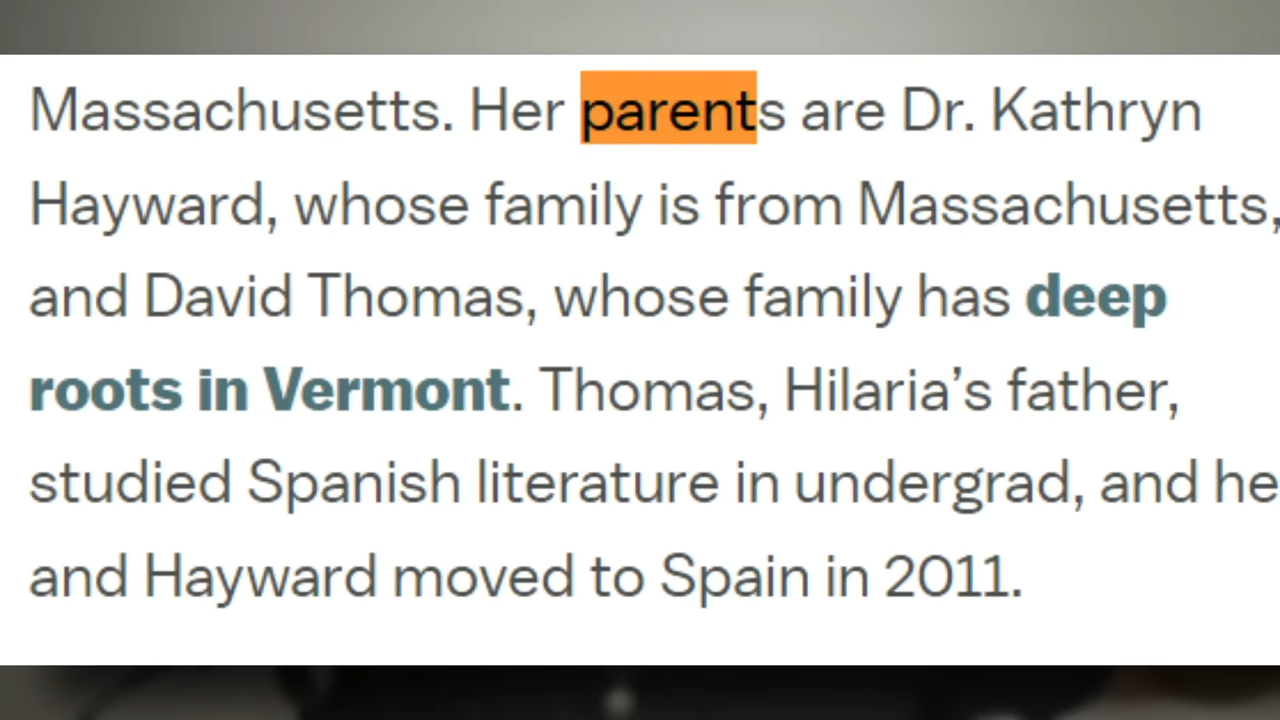 Massachusetts. Her parents are Dr. Kathryn
Hayward, whose family is from Massachusetts,
and David Thomas, whose family has deep
roots in Vermont. Thomas, Hilaria’s father,
studied Spanish literature in undergrad, and he
and Hayward moved to Spain in 2011.